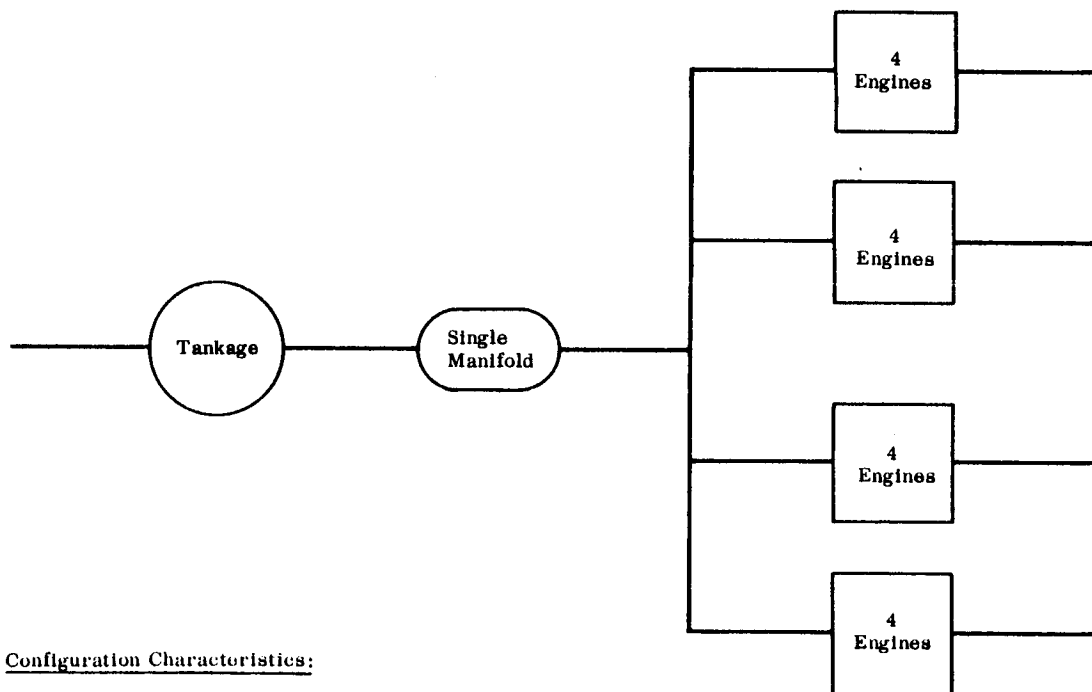 4
Engines
4
Engines
Tankage
Single
Manifold
4
Engines
4
Engines
Configuration Characteristics: